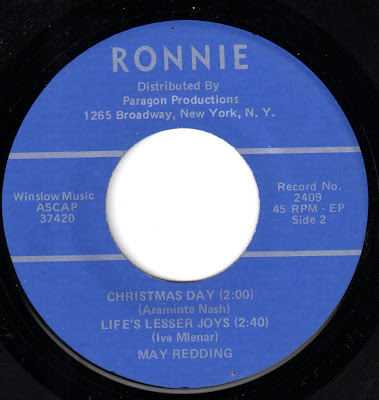 RONNIE
Distributed By
Paragon Productions
1265 Broadway, New York, N. Y.
Winslow Music
ASCAP
37420
Record No.
2409
45 RPM - EP
Side 2
CHRISTMAS DAY (2:00)
(Araminte Nash)
LIFE'S LESSER JOYS (2:40)
(Iva Mlenar)
MAY REDDING